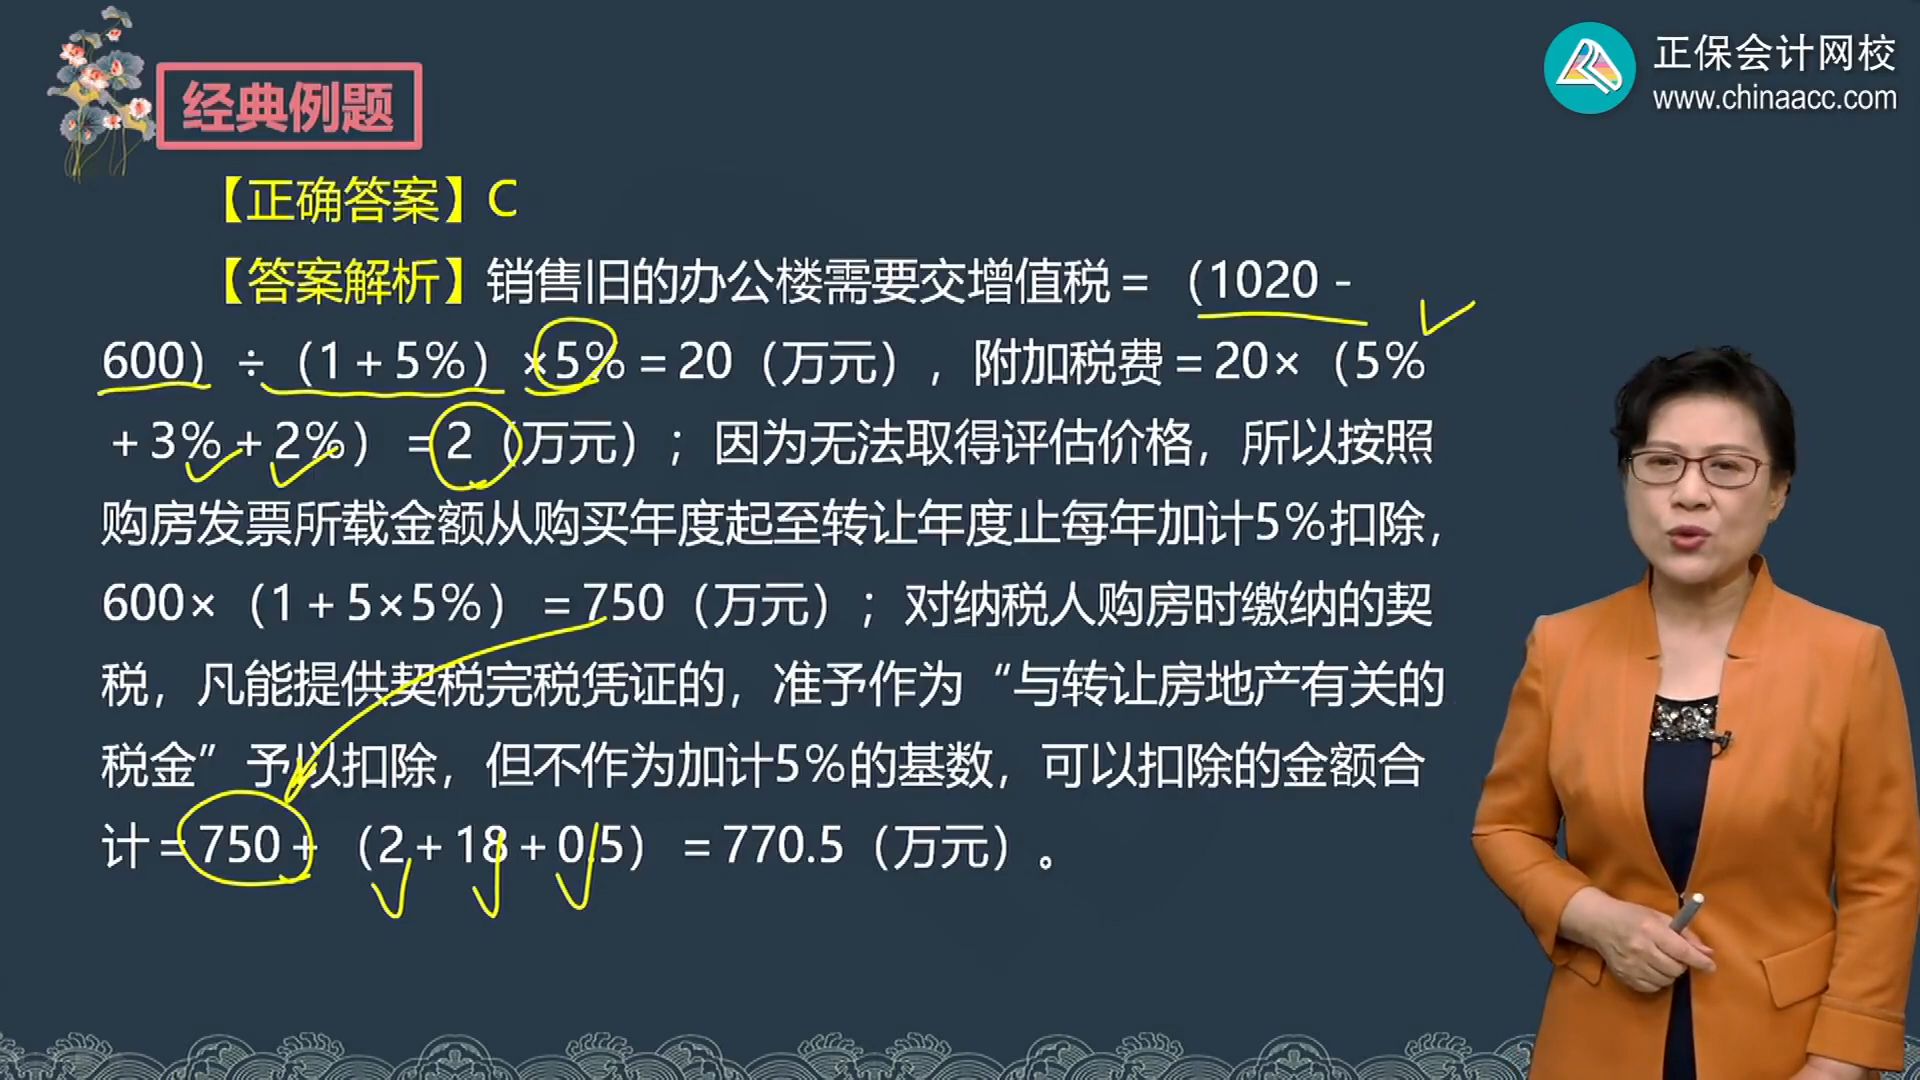 正保会计网校
www.chinaacc.com
经典例题
【正确答案】C
【答案解析】销售旧的办公楼需要交增值税=（1020-
600）÷（1+5%）×5%=20（万元），附加税费=20×（5%
+3%+2%）=2（万元）；因为无法取得评估价格，所以按照
购房发票所载金额从购买年度起至转让年度止每年加计5%扣除，
600×（1+5×5%）=750（万元）；对纳税人购房时缴纳的契
税，凡能提供契税完税凭证的，准予作为“与转让房地产有关的
税金”予以扣除，但不作为加计5%的基数，可以扣除的金额合
计=750+（2+18+0.5）=770.5（万元）。